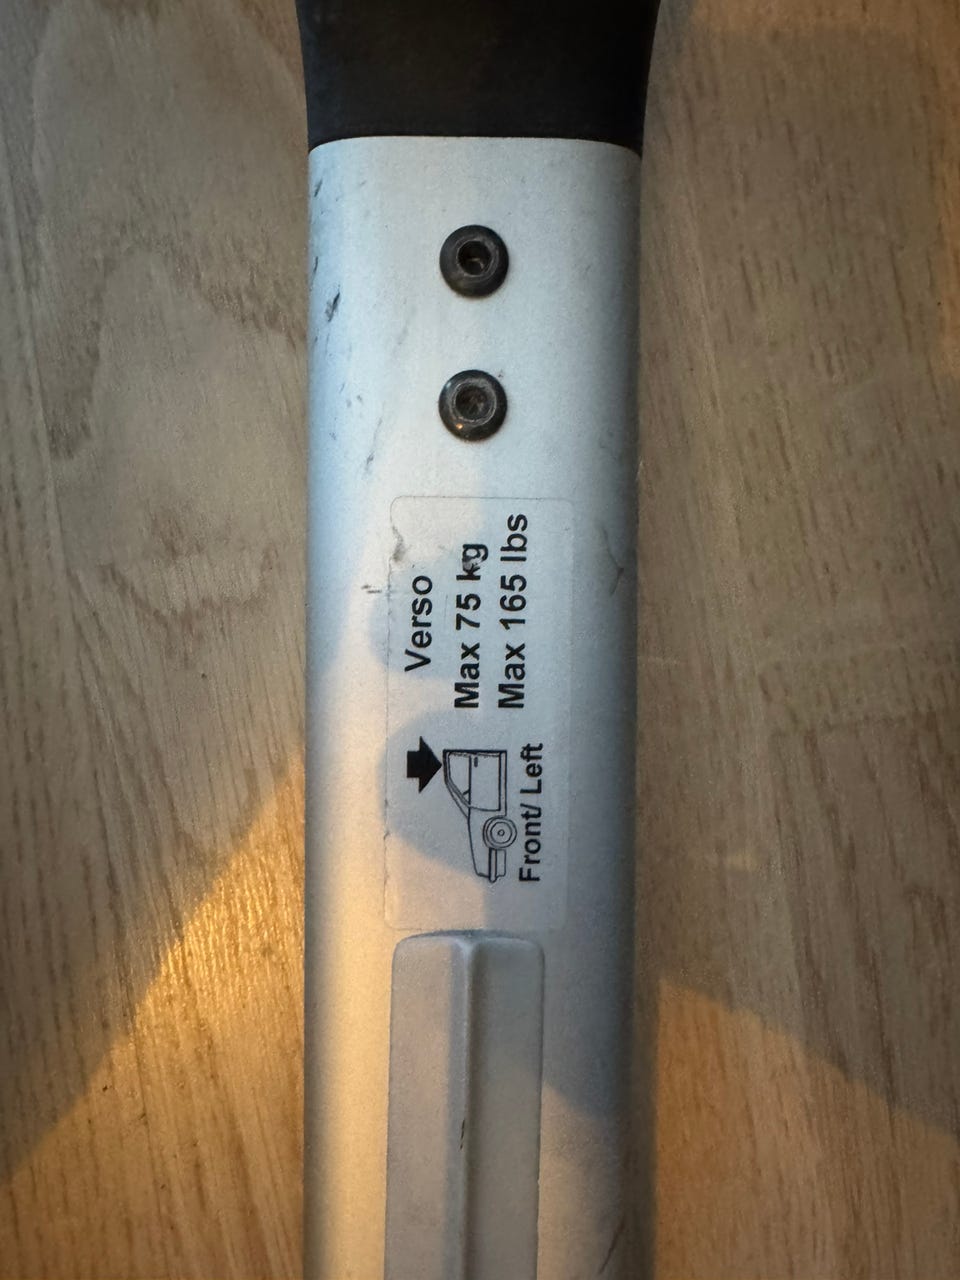 Verso
Max 75 kg
Max 165 lbs
Front/ Left